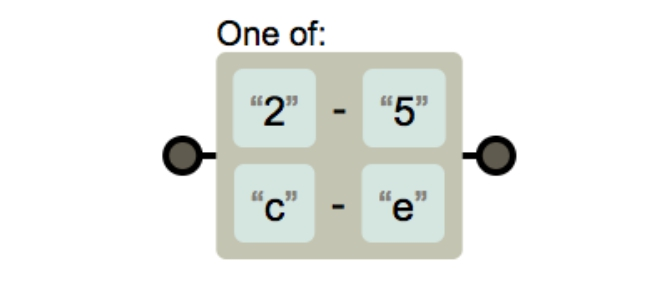 One of:
“2” - “5”
“c” - “e”